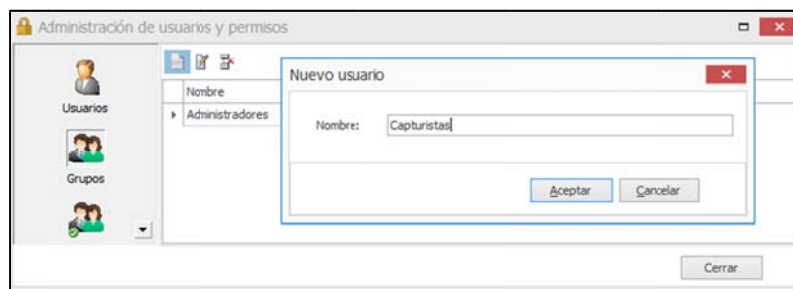 Administración de usuarios y permisos
Usuarios
Grupos
Nombre
Administradores
Nuevo usuario
Nombre:
Capturistas
Aceptar
Cancelar
Cerrar